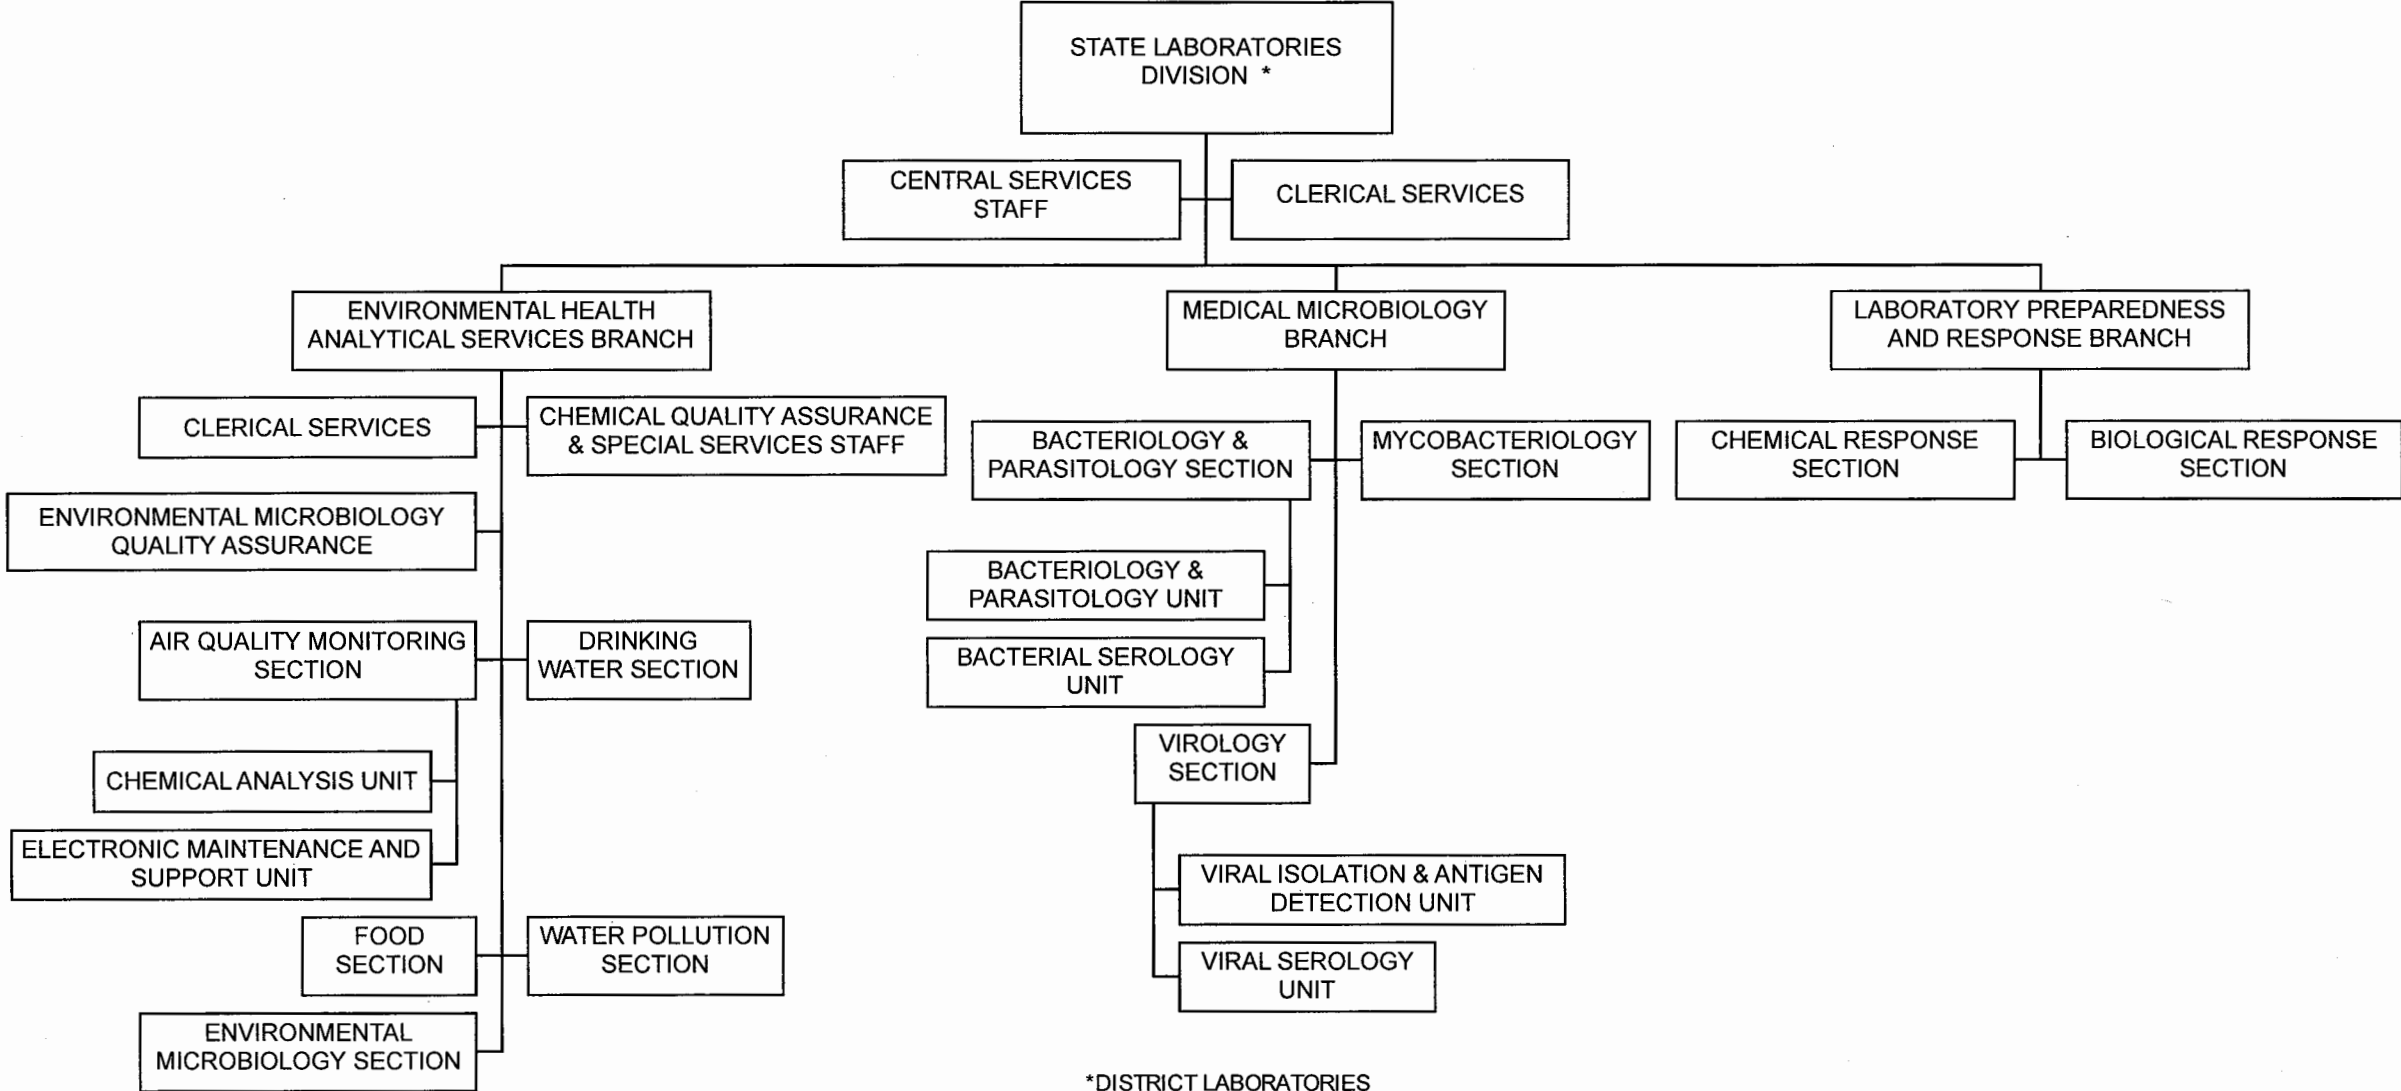 STATE LABORATORIES
DIVISION *
CENTRAL SERVICES
STAFF
CLERICAL SERVICES
ENVIRONMENTAL HEALTH
ANALYTICAL SERVICES BRANCH
MEDICAL MICROBIOLOGY
BRANCH
LABORATORY PREPAREDNESS
AND RESPONSE BRANCH
CLERICAL SERVICES
CHEMICAL QUALITY ASSURANCE
& SPECIAL SERVICES STAFF
BACTERIOLOGY &
PARASITOLOGY SECTION
MYCOBACTERIOLOGY
SECTION
CHEMICAL RESPONSE
SECTION
BIOLOGICAL RESPONSE
SECTION
ENVIRONMENTAL MICROBIOLOGY
QUALITY ASSURANCE
BACTERIOLOGY &
PARASITOLOGY UNIT
AIR QUALITY MONITORING
SECTION
DRINKING
WATER SECTION
BACTERIAL SEROLOGY
UNIT
VIROLOGY
SECTION
CHEMICAL ANALYSIS UNIT
ELECTRONIC MAINTENANCE AND
SUPPORT UNIT
VIRAL ISOLATION & ANTIGEN
DETECTION UNIT
FOOD
SECTION
WATER POLLUTION
SECTION
VIRAL SEROLOGY
UNIT
ENVIRONMENTAL
MICROBIOLOGY SECTION
*DISTRICT LABORATORIES